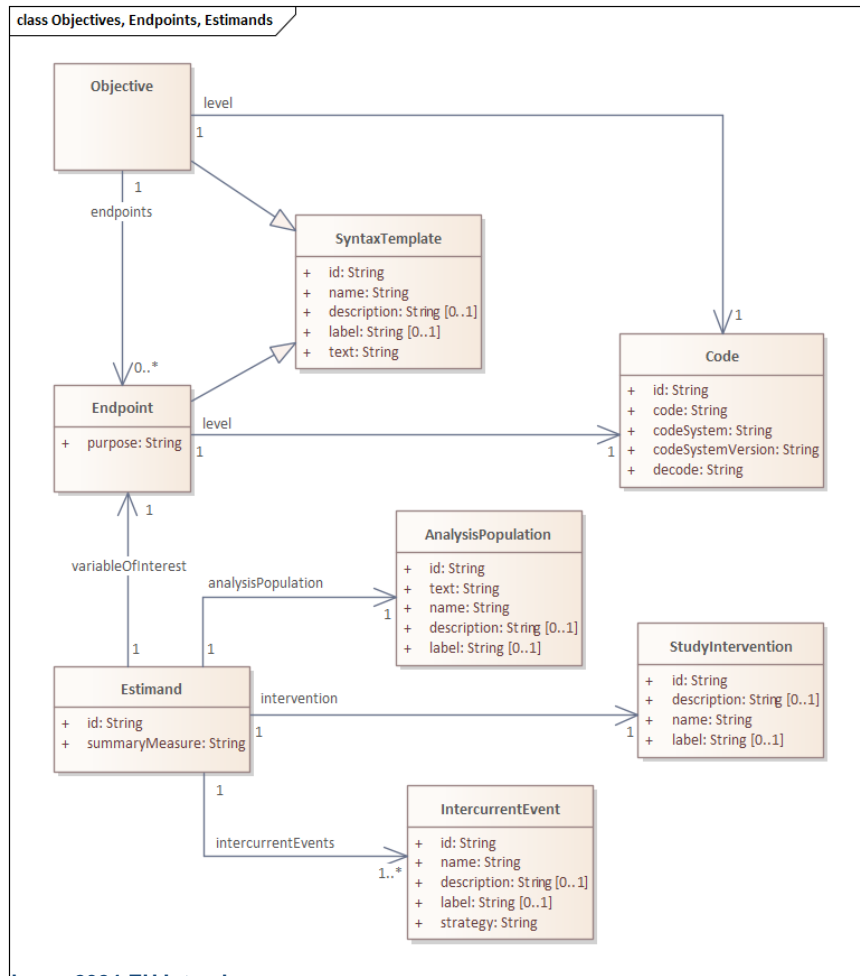 class Objectives, Endpoints, Estimands
Objective
level
1
1
endpoints
SyntaxTemplate
+ id: String
+ name: String
+ description: String [0..1]
+ label: String [0..1]
+ text: String
1
0..*
Code
+ id: String
+ code: String
+ codeSystem: String
+ codeSystemVersion: String
+ decode: String
Endpoint
+ purpose: String
level
1
1
1
variableOfInterest
1
AnalysisPopulation
+ id: String
+ text: String
+ name: String
+ description: String [0..1]
+ label: String [0..1]
analysisPopulation
1
1
StudyIntervention
+ id: String
+ description: String [0..1]
+ name: String
+ label: String [0..1]
Estimand
+ id: String
+ summaryMeasure: String
intervention
1
1
1
intercurrentEvents
1..*
IntercurrentEvent
+ id: String
+ name: String
+ description: String [0..1]
+ label: String [0..1]
+ strategy: String